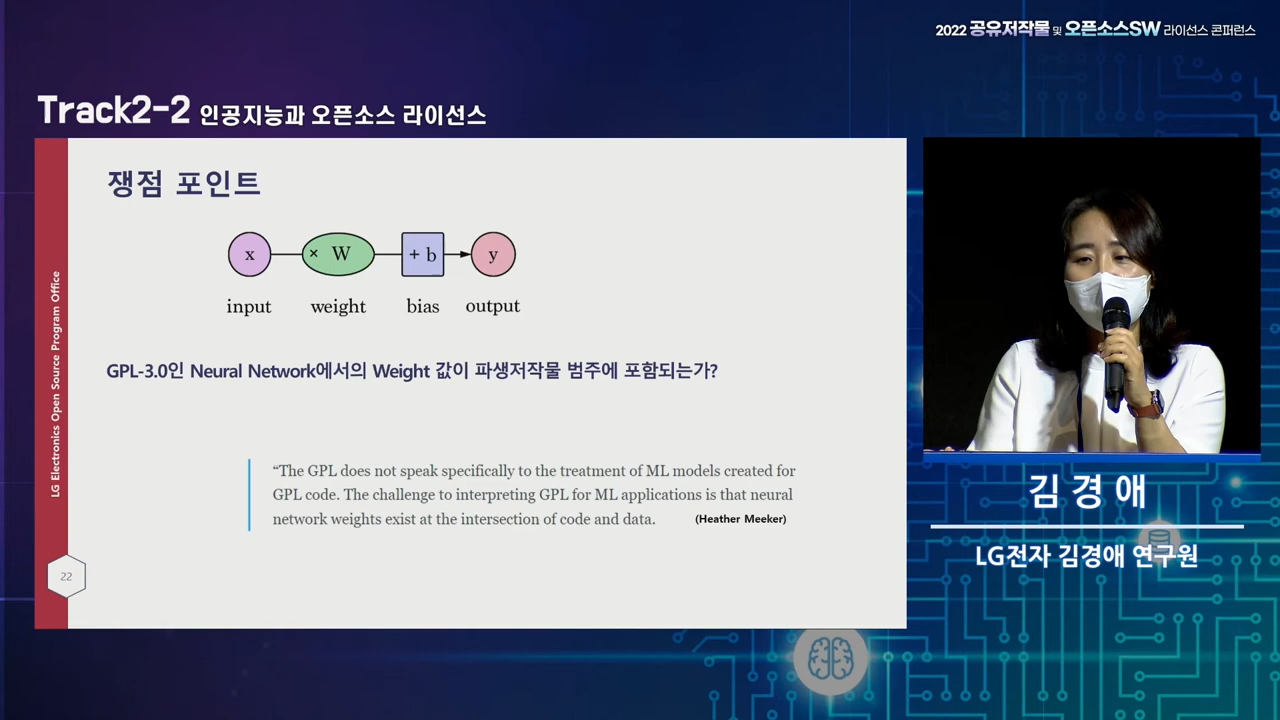 2022 공유저작물 및 오픈소스SW 라이선스 콘퍼런스
Track2-2 인공지능과 오픈소스 라이선스
LG Electronics Open Source Program Office
쟁점 포인트
x × W + b y
input weight bias output
GPL-3.0인 Neural Network에서의 Weight 값이 파생저작물 범주에 포함되는가?
“The GPL does not speak specifically to the treatment of ML models created for
GPL code. The challenge to interpreting GPL for ML applications is that neural
network weights exist at the intersection of code and data. (Heather Meeker)
22
김경애
LG전자 김경애 연구원